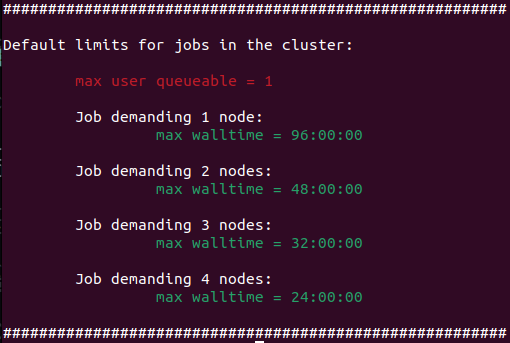 ########################################################
Default limits for jobs in the cluster:
max user queueable = 1
Job demanding 1 node:
max walltime = 96:00:00
Job demanding 2 nodes:
max walltime = 48:00:00
Job demanding 3 nodes:
max walltime = 32:00:00
Job demanding 4 nodes:
max walltime = 24:00:00
########################################################